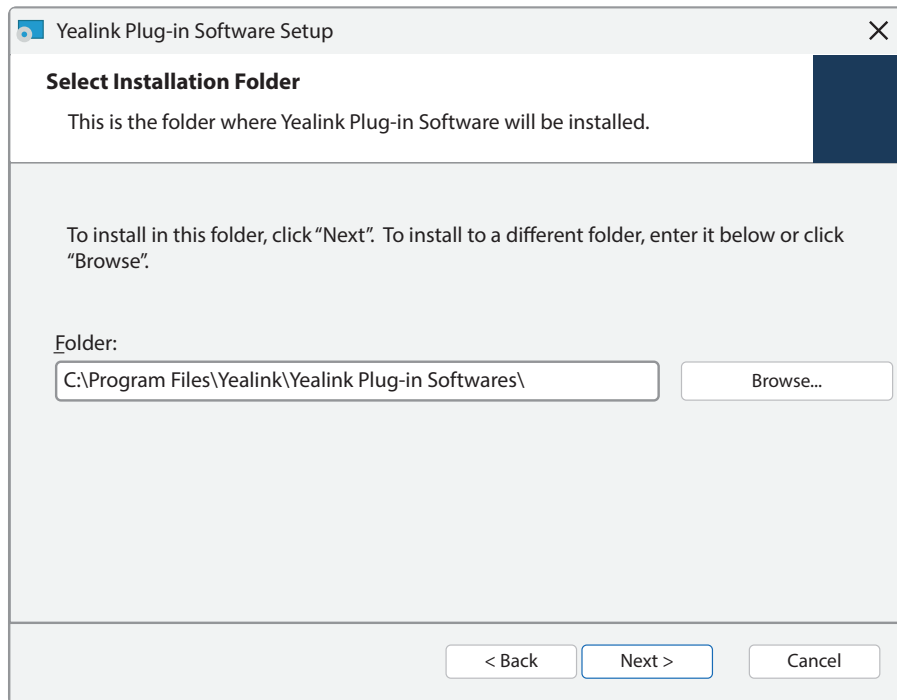 Yealink Plug-in Software Setup
Select Installation Folder
This is the folder where Yealink Plug-in Software will be installed.
To install in this folder, click “Next”. To install to a different folder, enter it below or click
“Browse”.
Folder:
C:\Program Files\Yealink\Yealink Plug-in Softwares\
Browse...
< Back
Next >
Cancel